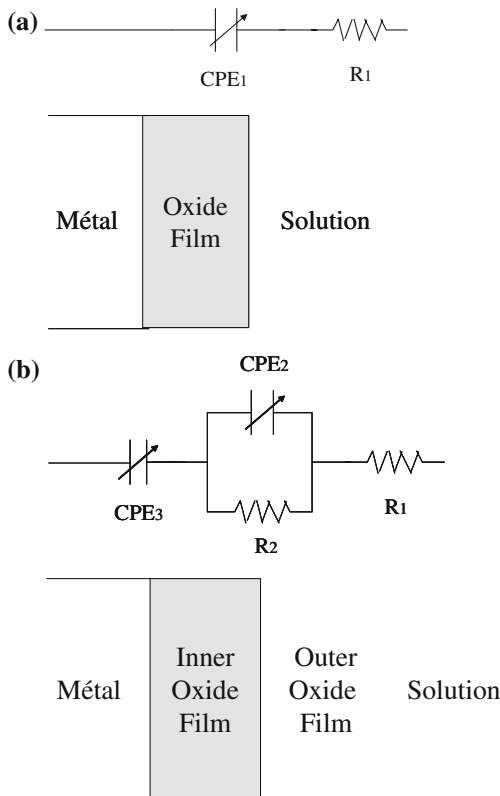 (a)
CPE1
R1
Métal
Oxide
Film
Solution
(b)
CPE2
CPE3
R2
R1
Métal
Inner
Oxide
Film
Outer
Oxide
Film
Solution